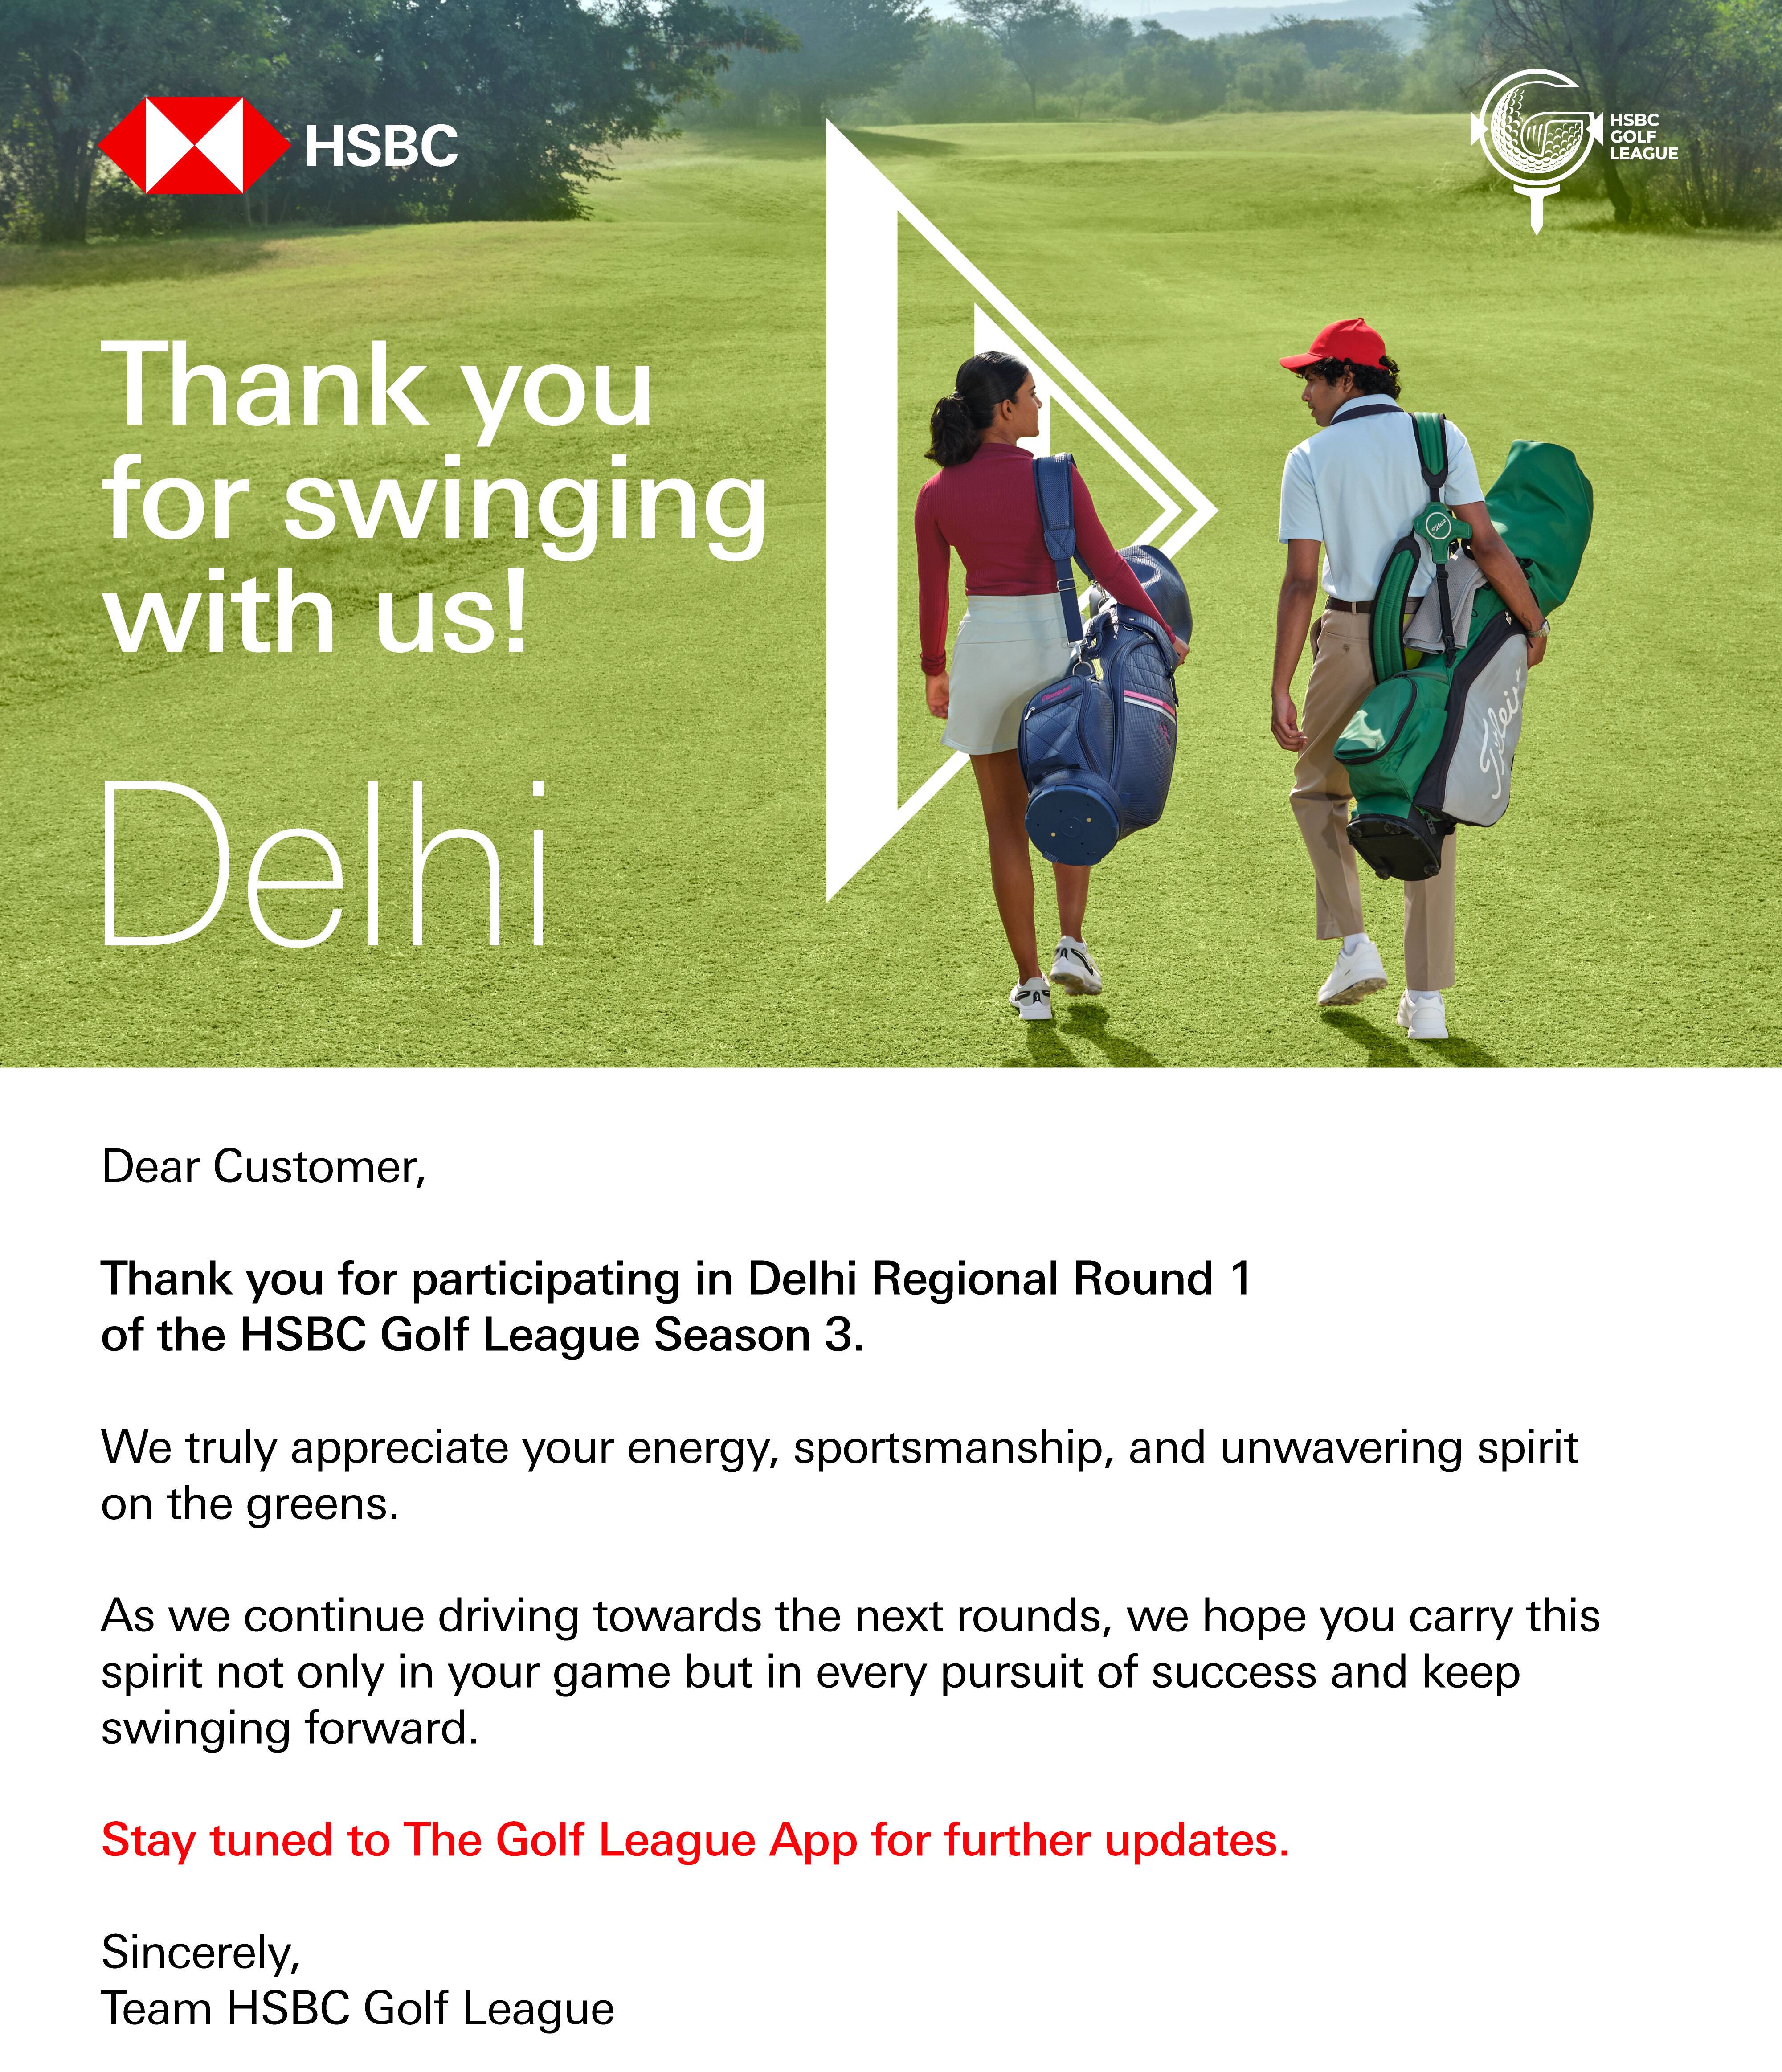 HSBC
HSBC
GOLF
LEAGUE
Thank you
for swinging
with us!
Delhi
Titleist
Dear Customer,
Thank you for participating in Delhi Regional Round 1
of the HSBC Golf League Season 3.
We truly appreciate your energy, sportsmanship, and unwavering spirit
on the greens.
As we continue driving towards the next rounds, we hope you carry this
spirit not only in your game but in every pursuit of success and keep
swinging forward.
Stay tuned to The Golf League App for further updates.
Sincerely,
Team HSBC Golf League